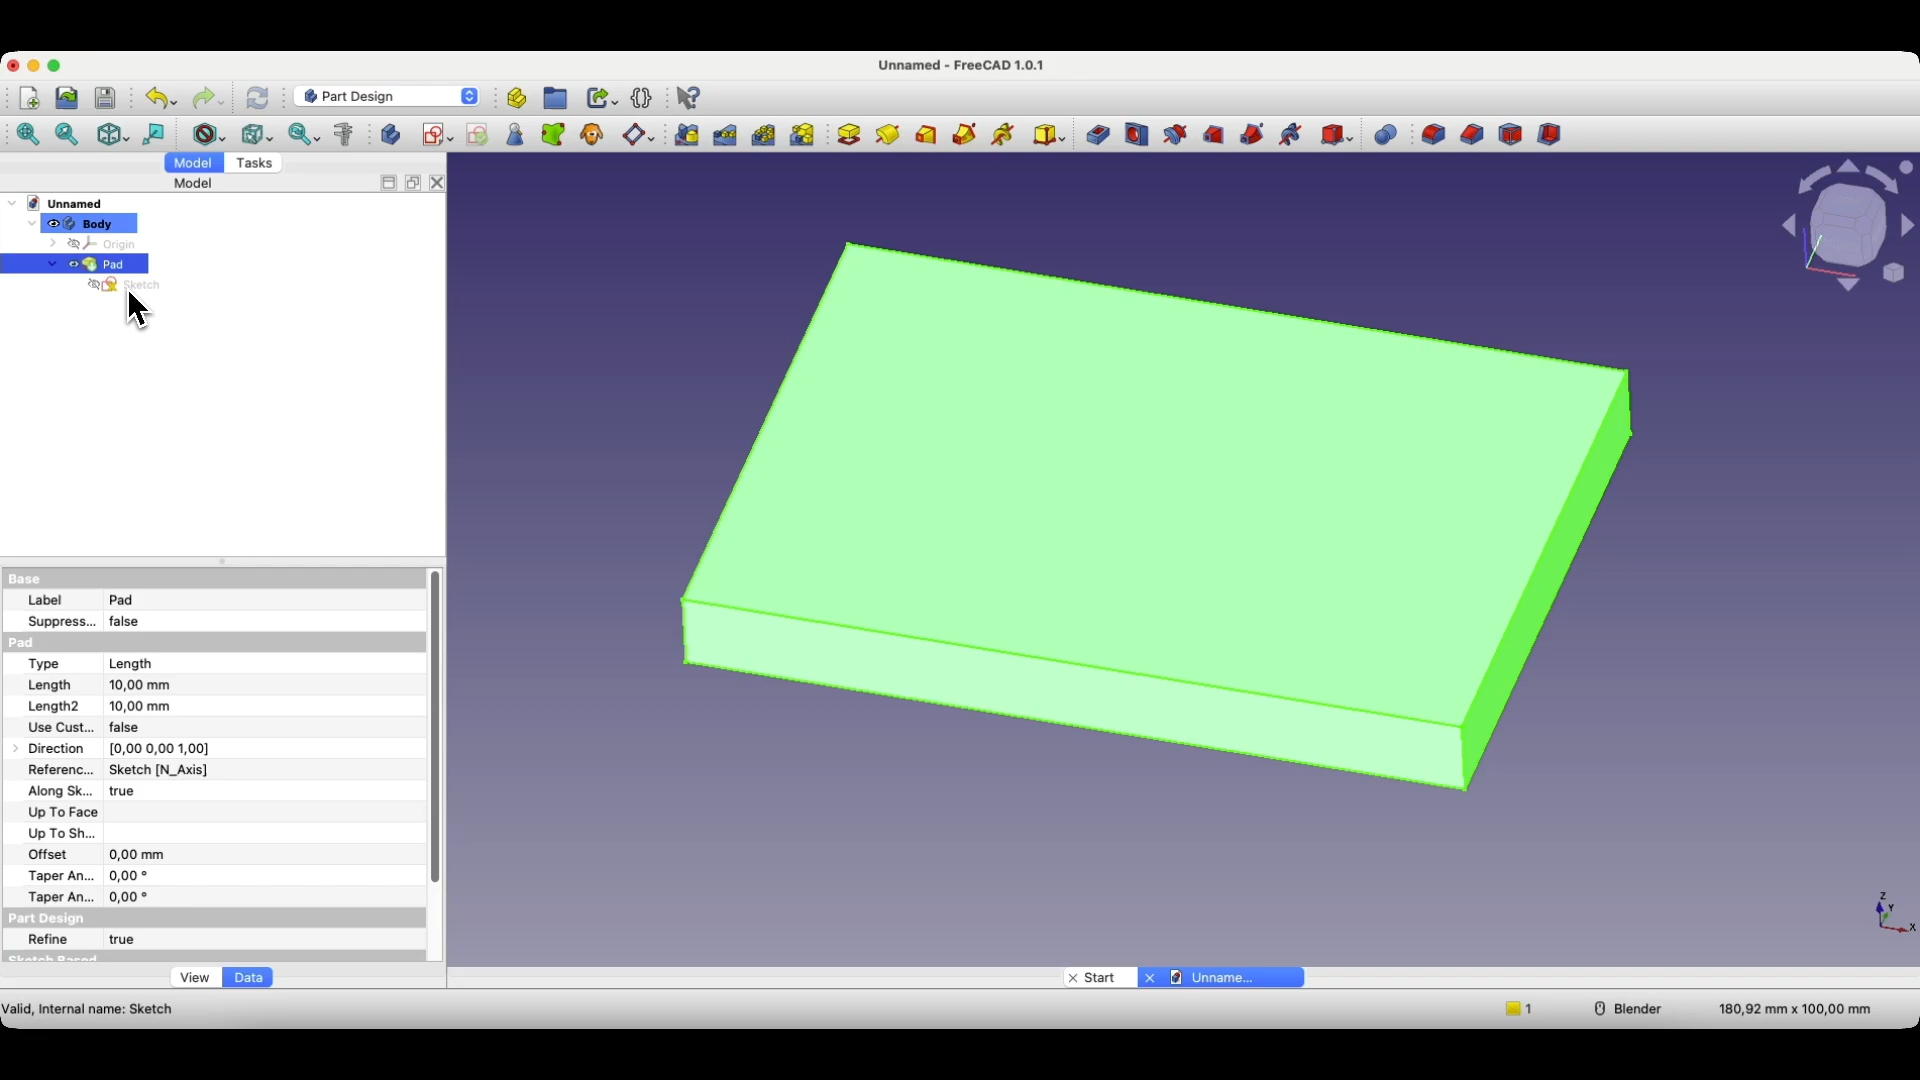 Unnamed - FreeCAD 1.0.1
Part Design
Model Tasks
Model
Unnamed
Body
Origin
Pad
Sketch
Base
Label Pad
Suppress... false
Pad
Type Length
Length 10,00 mm
Length2 10,00 mm
Use Cust... false
Direction [0,00 0,00 1,00]
Referenc... Sketch [N_Axis]
Along Sk... true
Up To Face
Up To Sh...
Offset 0,00 mm
Taper An... 0,00 °
Taper An... 0,00 °
Part Design
Refine true
Sketch Based
View Data
Start Unname...
Z
Y
X
Valid, Internal name: Sketch
1 Blender 180,92 mm x 100,00 mm